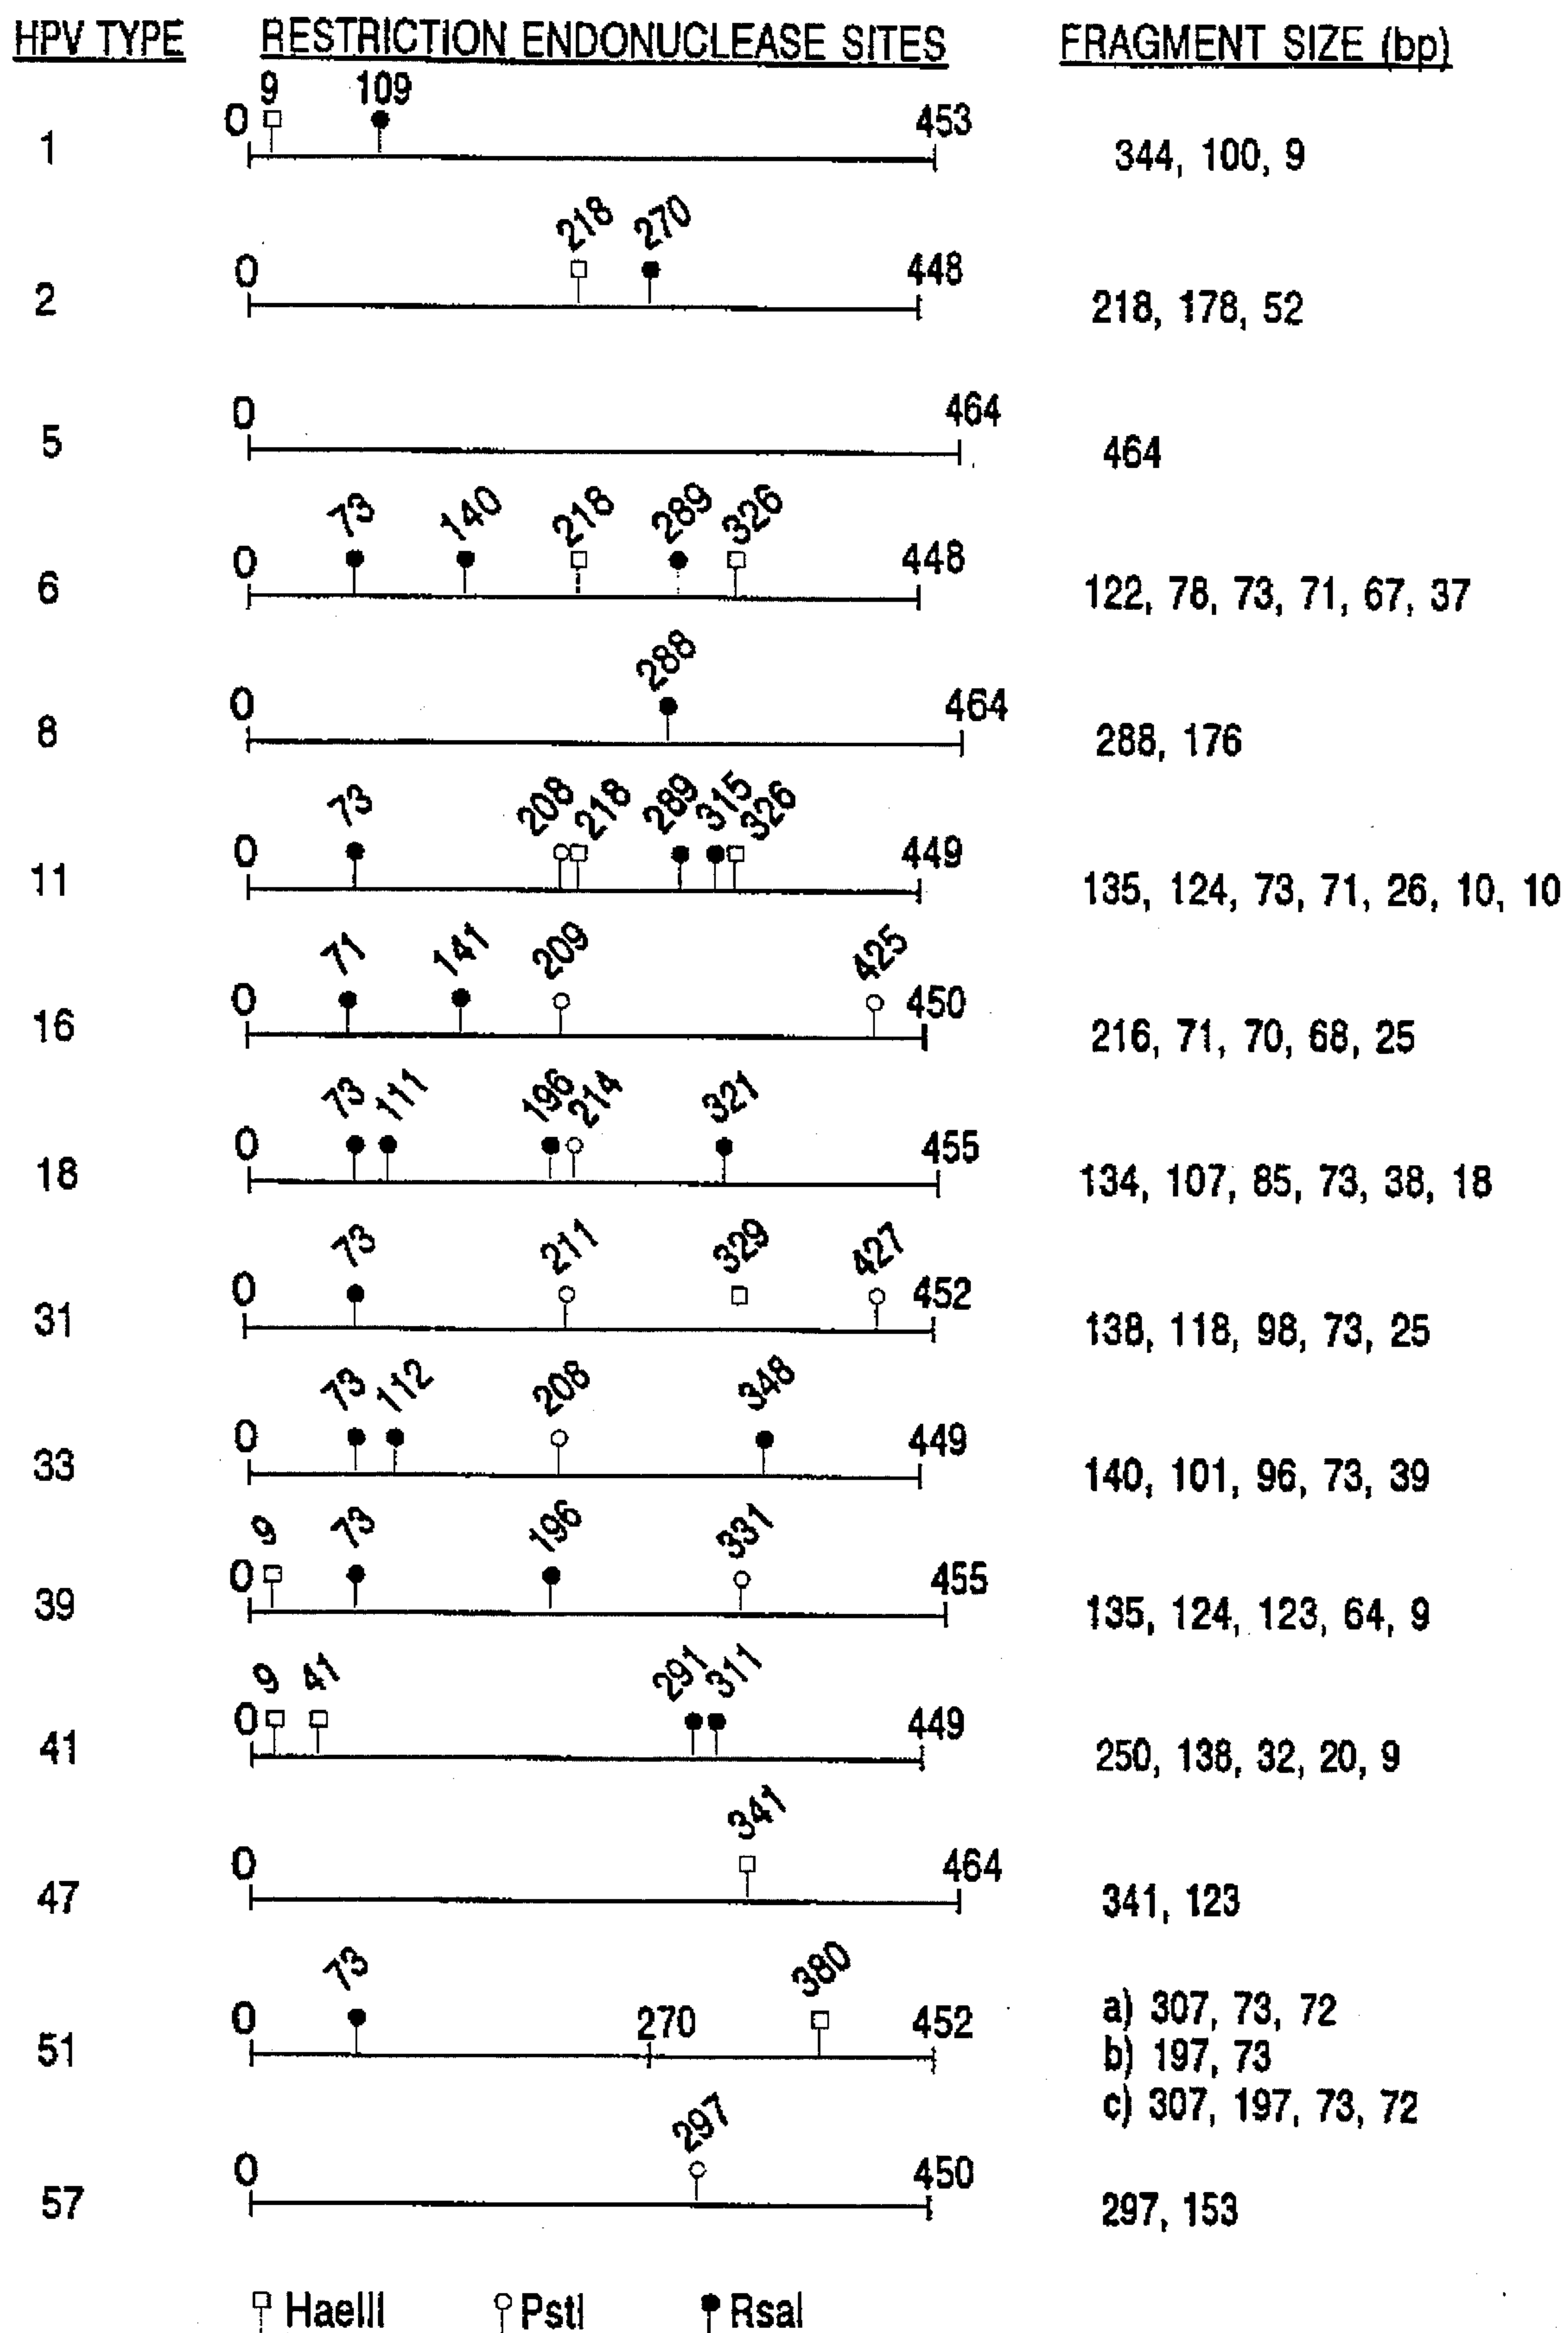 HPV TYPE RESTRICTION ENDONUCLEASE SITES FRAGMENT SIZE (bp)
9 109
0 453
1 344, 100, 9
218 270
0 448
2 218, 178, 52
0 464
5 464
73 140 218 289 326
0 448
6 122, 78, 73, 71, 67, 37
288
0 464
8 288, 176
73 208 218 289 315 326
0 449
11 135, 124, 73, 71, 26, 10, 10
71 141 209 425
0 450
16 216, 71, 70, 68, 25
73 111 196 214 321
0 455
18 134, 107, 85, 73, 38, 18
73 211 329 427
0 452
31 138, 118, 98, 73, 25
73 112 208 348
0 449
33 140, 101, 96, 73, 39
9 73 196 331
0 455
39 135, 124, 123, 64, 9
9 41 291 311
0 449
41 250, 138, 32, 20, 9
341
0 464
47 341, 123
73 380
0 270 452
51 a) 307, 73, 72
b) 197, 73
c) 307, 197, 73, 72
297
0 450
57 297, 153
HaeIII PstI RsaI